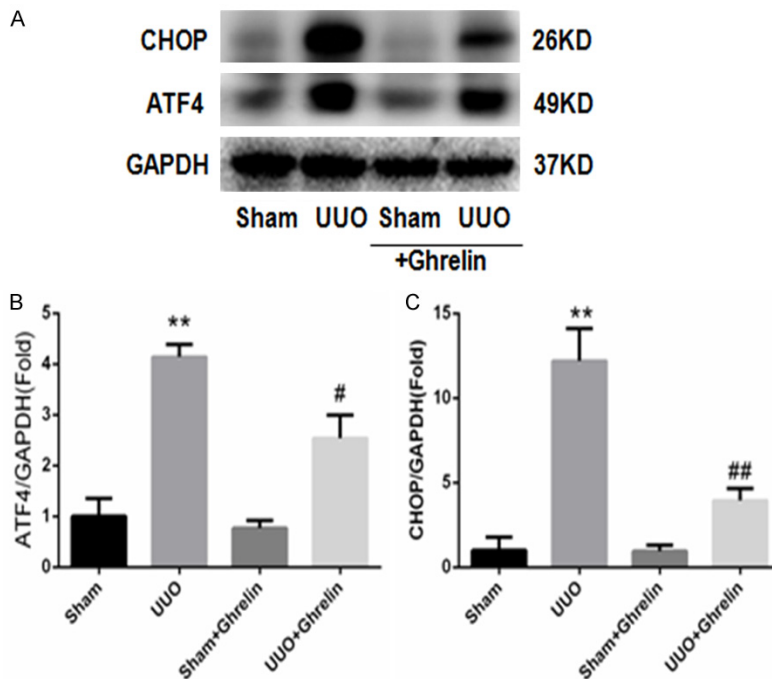 A
CHOP 26KD
ATF4 49KD
GAPDH 37KD
Sham UUO Sham UUO
+Ghrelin
B
ATF4/GAPDH(Fold)
5
4
3
2
1
0
**
#
Sham
UUO
Sham+Ghrelin
UUO+Ghrelin
C
CHOP/GAPDH(Fold)
15
10
5
0
**
##
Sham
UUO
Sham+Ghrelin
UUO+Ghrelin